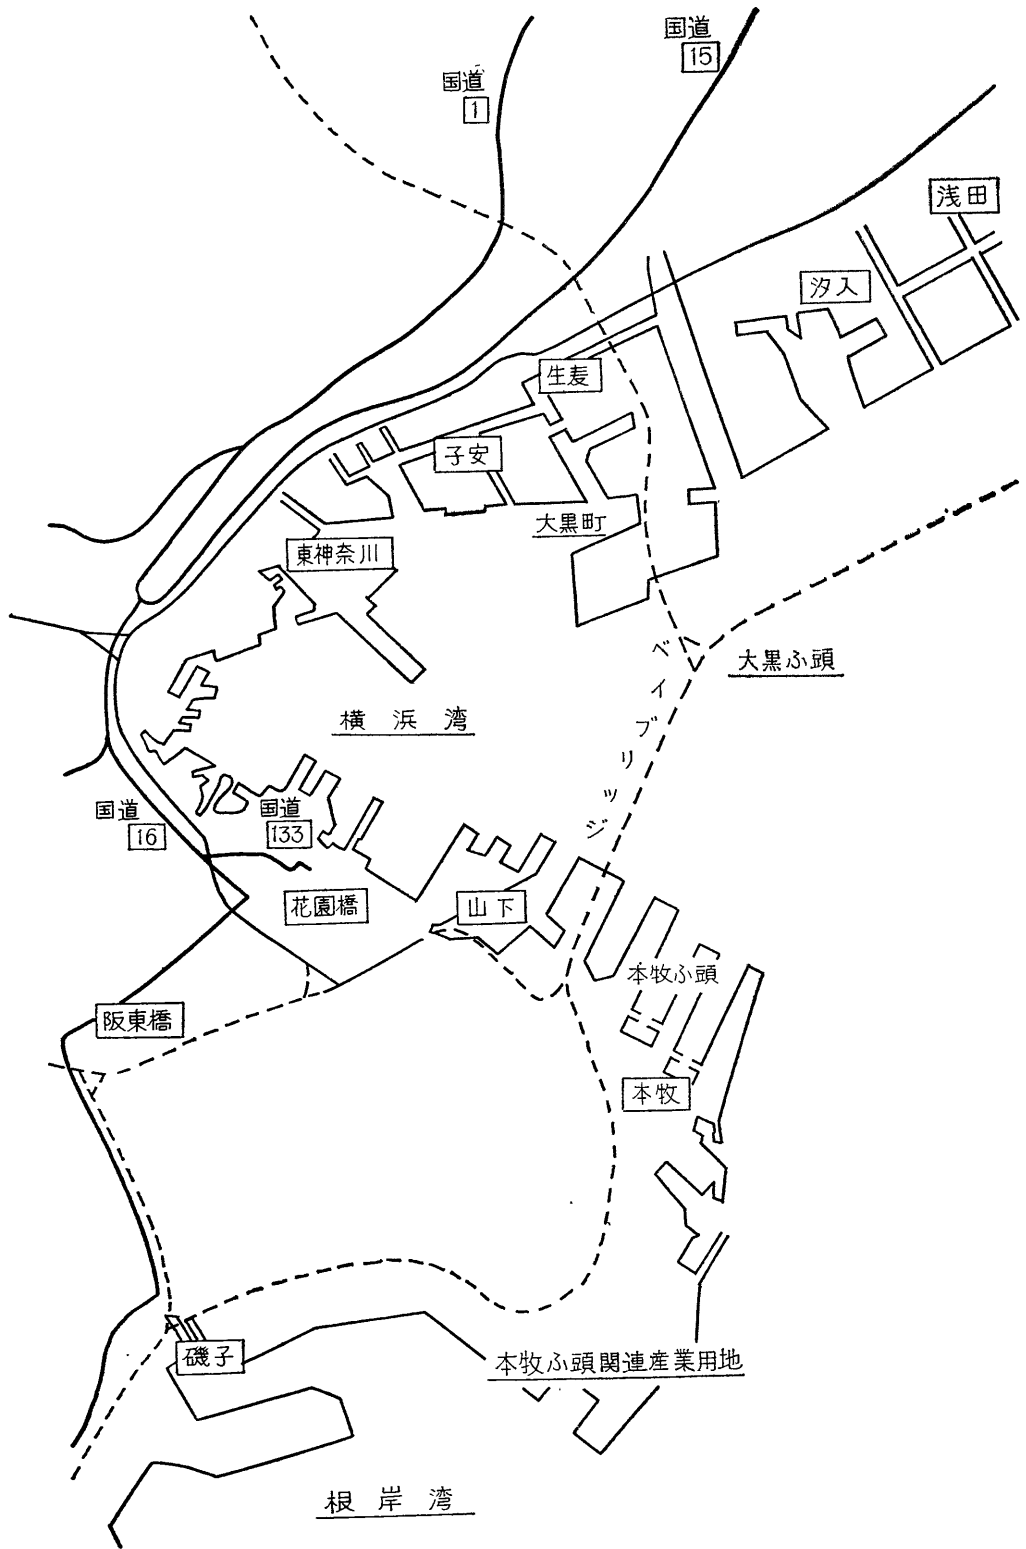 国道
15
国道
1
浅田
汐入
生麦
子安
大黒町
東神奈川
ベイブリッジ
大黒ふ頭
横浜湾
国道
16
国道
133
花園橋
山下
本牧ふ頭
阪東橋
本牧
磯子
本牧ふ頭関連産業用地
根岸湾